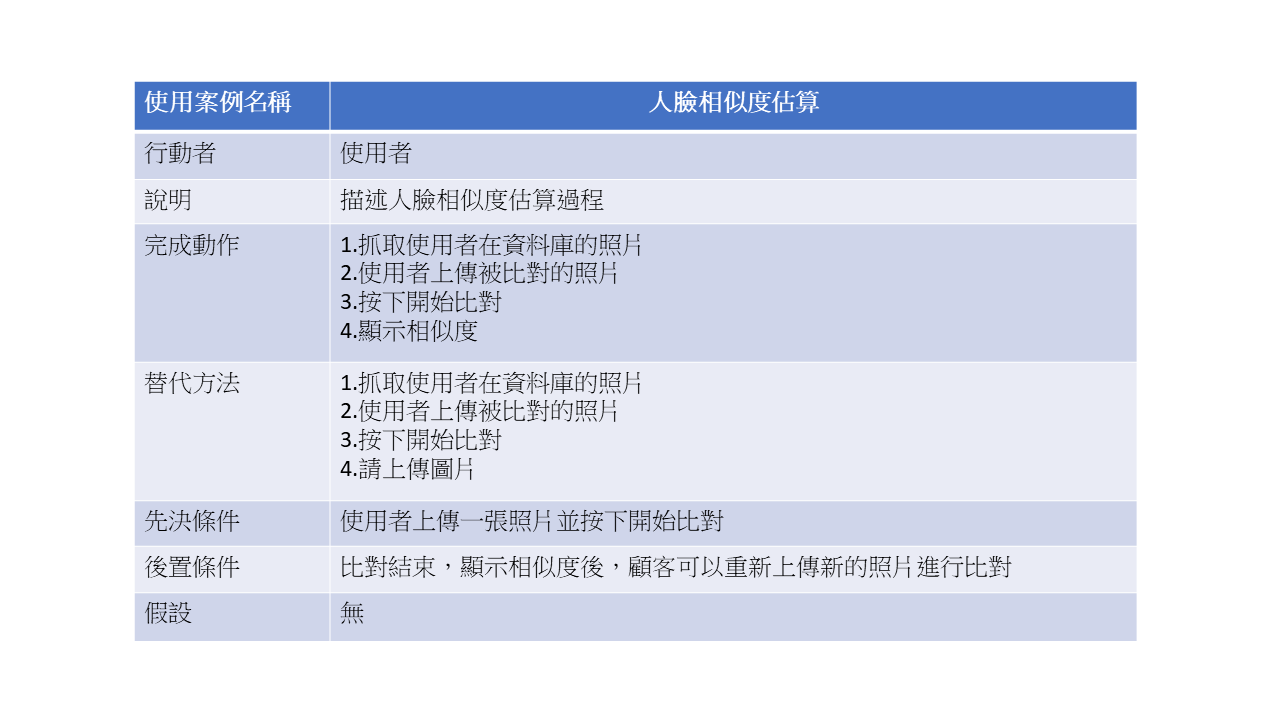 使用案例名稱 人臉相似度估算
行動者 使用者
說明 描述人臉相似度估算過程
完成動作 1.抓取使用者在資料庫的照片
2.使用者上傳被比對的照片
3.按下開始比對
4.顯示相似度
替代方法 1.抓取使用者在資料庫的照片
2.使用者上傳被比對的照片
3.按下開始比對
4.請上傳圖片
先決條件 使用者上傳一張照片並按下開始比對
後置條件 比對結束，顯示相似度後，顧客可以重新上傳新的照片進行比對
假設 無